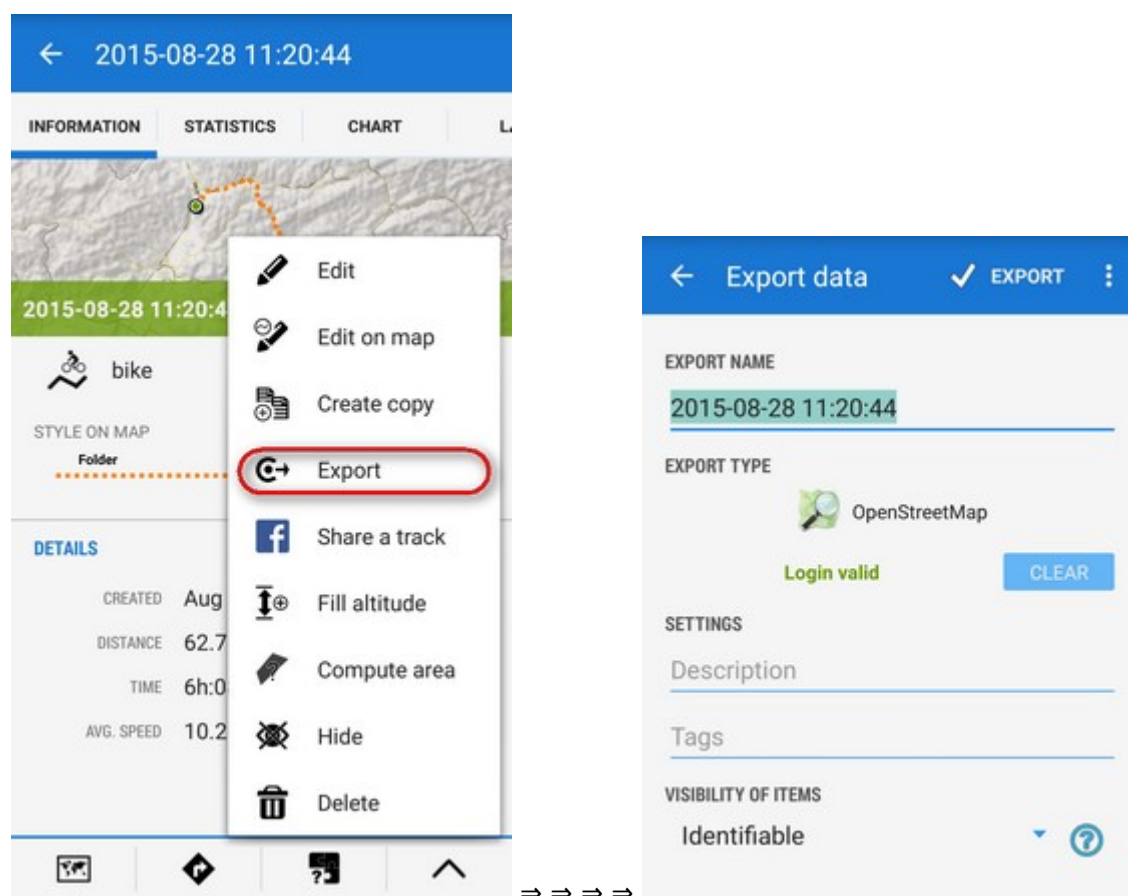 2015-08-28 11:20:44
INFORMATION STATISTICS CHART
2015-08-28 11:20:4
bike
STYLE ON MAP
Folder
DETAILS
CREATED Aug
DISTANCE 62.7
TIME 6h:0
AVG. SPEED 10.2
Edit
Edit on map
Create copy
Export
Share a track
Fill altitude
Compute area
Hide
Delete
⇒ ⇒ ⇒ ⇒
Export data EXPORT
EXPORT NAME
2015-08-28 11:20:44
EXPORT TYPE
OpenStreetMap
Login valid CLEAR
SETTINGS
Description
Tags
VISIBILITY OF ITEMS
Identifiable